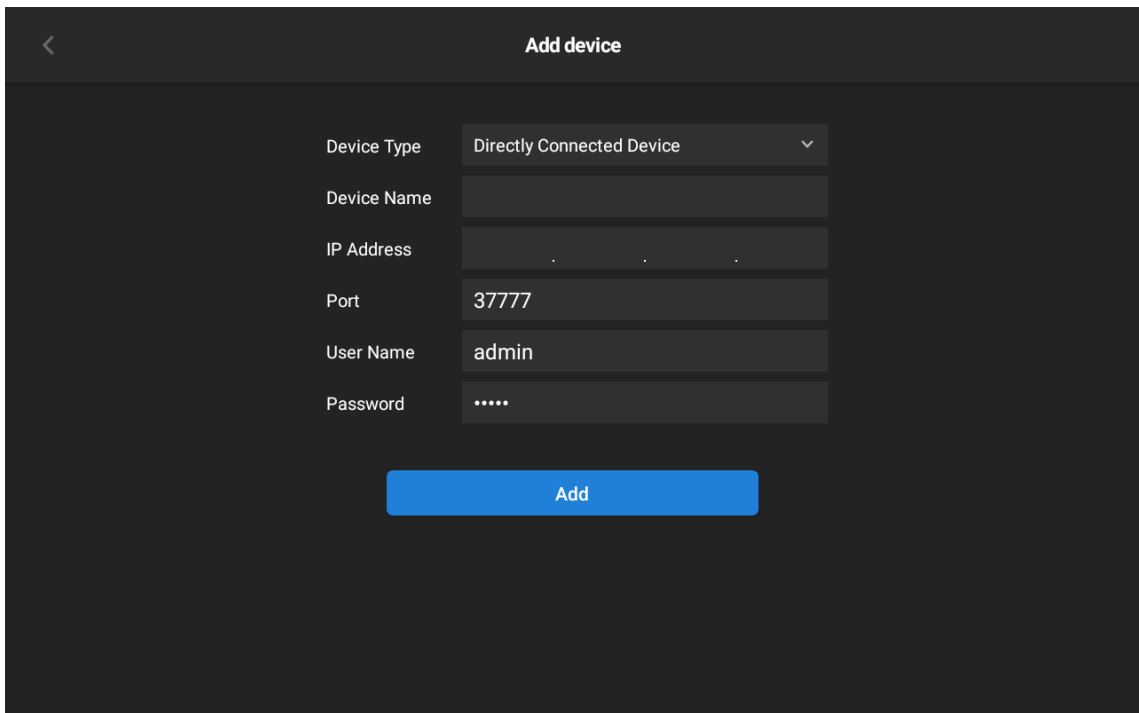 Add device
Device Type Directly Connected Device
Device Name
IP Address . . .
Port 37777
User Name admin
Password •••••
Add